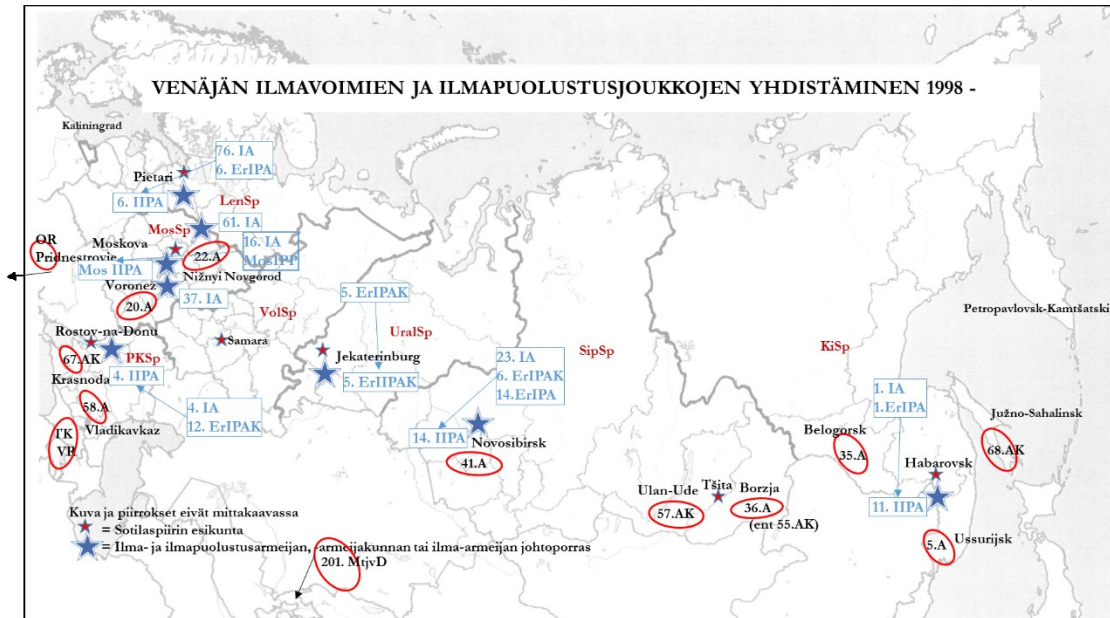 VENÄJÄN ILMAVOIMIEN JA ILMAPUOLUSTUSJOUKKOJEN YHDISTÄMINEN 1998 -
Kaliningrad
76. IA
6. ErIPA
Pietari
6. IIPA
LenSp
61. IA
MosSp
16. IA
MosIPP
OR
Pridnestrovie
Moskova
22.A
Mos IIPA
Nižnyi Novgorod
Voronez
37. IA
20.A
VolSp
5. ErIPAK
UralSp
Petropavlovsk-Kamtšatski
Rostov-na-Donu
Samara
SipSp
KiSp
67.AK
PKSp
Jekaterinburg
23. IA
6. ErIPAK
14.ErIPA
4. IIPA
5. ErIIPAK
Krasnoda
1. IA
1.ErIPA
58.A
4. IA
12. ErIPAK
Južno-Sahalinsk
Vladikavkaz
14. IIPA
Novosibirsk
Belogorsk
TK
VR
35.A
68.AK
41.A
Habarovsk
Ulan-Ude
Tšita
Borzja
57.AK
36.A
(ent 55.AK)
11. IIPA
Kuva ja piirrokset eivät mittakaavassa
= Sotilaspiirin esikunta
= Ilma- ja ilmapuolustusarmeijan, -armeijakunnan tai ilma-armeijan johtoporras
201. MtjvD
5.A
Ussurijsk